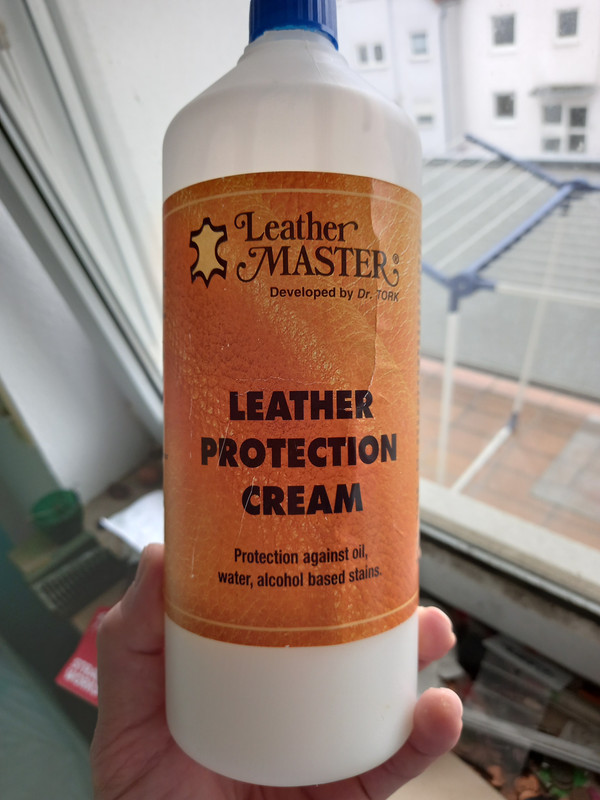 Leather
MASTER®
Developed by Dr. TORK
LEATHER
PROTECTION
CREAM
Protection against oil,
water, alcohol based stains.